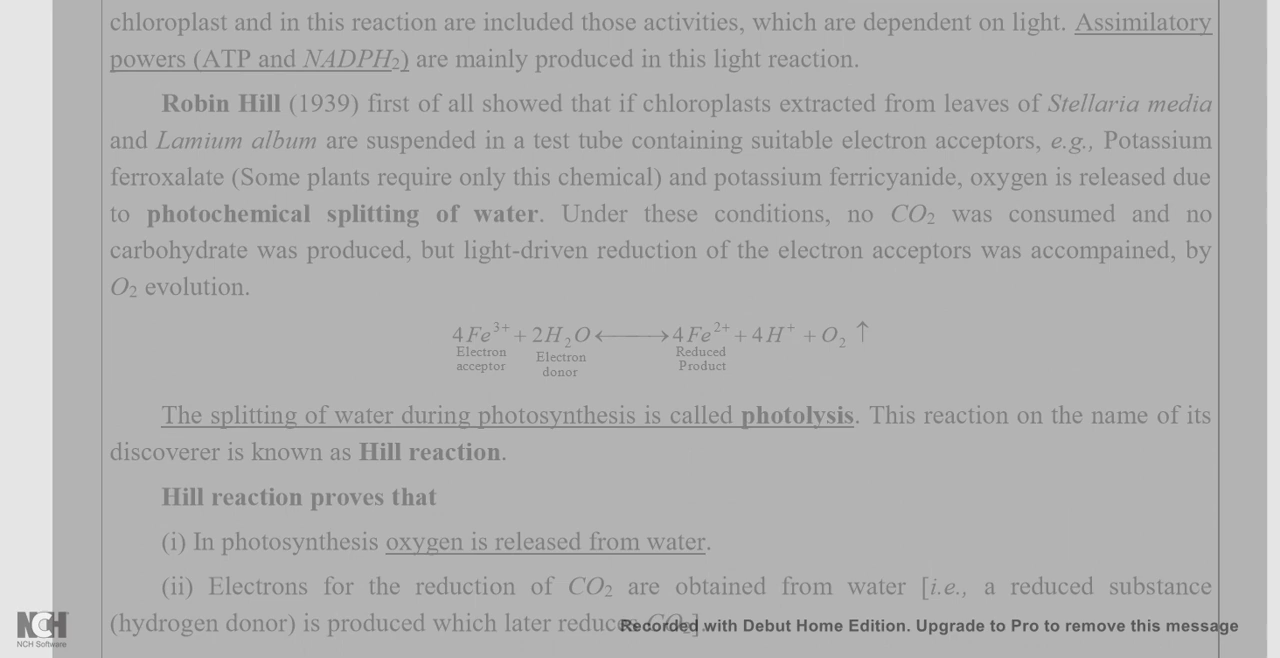 chloroplast and in this reaction are included those activities, which are dependent on light. Assimilatory
powers (ATP and NADPH₂) are mainly produced in this light reaction.
Robin Hill (1939) first of all showed that if chloroplasts extracted from leaves of Stellaria media
and Lamium album are suspended in a test tube containing suitable electron acceptors, e.g., Potassium
ferroxalate (Some plants require only this chemical) and potassium ferricyanide, oxygen is released due
to photochemical splitting of water. Under these conditions, no CO₂ was consumed and no
carbohydrate was produced, but light-driven reduction of the electron acceptors was accompained, by
O₂ evolution.
4Fe³⁺ + 2H₂O ⟷ 4Fe²⁺ + 4H⁺ + O₂ ↑
Electron acceptor Electron donor Reduced Product
The splitting of water during photosynthesis is called photolysis. This reaction on the name of its
discoverer is known as Hill reaction.
Hill reaction proves that
(i) In photosynthesis oxygen is released from water.
(ii) Electrons for the reduction of CO₂ are obtained from water [i.e., a reduced substance
(hydrogen donor) is produced which later reduces CO₂].
Recorded with Debut Home Edition. Upgrade to Pro to remove this message
NCH
NCH Software